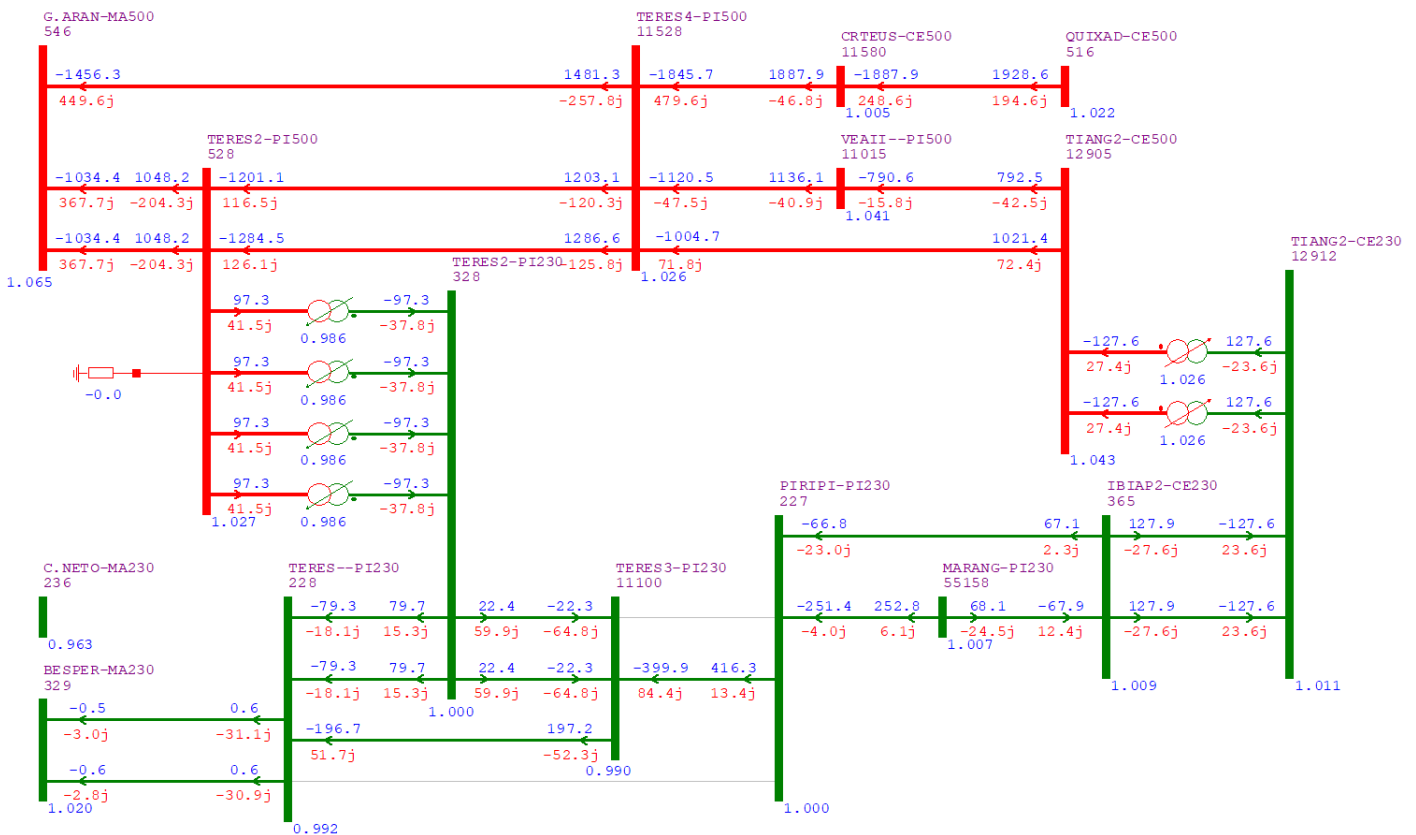 G.ARAN-MA500
546
TERES4-PI500
11528
CRTEUS-CE500
11580
QUIXAD-CE500
516
-1456.3 1481.3 -1845.7 1887.9 -1887.9 1928.6
449.6j -257.8j 479.6j -46.8j 248.6j 194.6j
1.005 1.022
TERES2-PI500
528
VEAII--PI500
11015
TIANG2-CE500
12905
-1034.4 1048.2 -1201.1 1203.1 -1120.5 1136.1 -790.6 792.5
367.7j -204.3j 116.5j -120.3j -47.5j -40.9j -15.8j -42.5j
1.041
-1034.4 1048.2 -1284.5 1286.6 -1004.7 1021.4
367.7j -204.3j 126.1j -125.8j 71.8j 72.4j
TIANG2-CE230
12912
TERES2-PI230
328
1.065 1.026
97.3 -97.3
41.5j -37.8j
0.986
-127.6 127.6
27.4j -23.6j
1.026
97.3 -97.3
41.5j -37.8j
-0.0 0.986
-127.6 127.6
27.4j -23.6j
1.026
97.3 -97.3
41.5j -37.8j
0.986 1.043
97.3 -97.3
41.5j -37.8j
1.027 0.986
PIRIPI-PI230
227
IBIAP2-CE230
365
-66.8 67.1 127.9 -127.6
-23.0j 2.3j -27.6j 23.6j
C.NETO-MA230
236
TERES--PI230
228
TERES3-PI230
11100
MARANG-PI230
55158
-79.3 79.7 22.4 -22.3 -251.4 252.8 68.1 -67.9 127.9 -127.6
-18.1j 15.3j 59.9j -64.8j -4.0j 6.1j -24.5j 12.4j -27.6j 23.6j
0.963 1.007
BESPER-MA230
329
-79.3 79.7 22.4 -22.3 -399.9 416.3
-18.1j 15.3j 59.9j -64.8j 84.4j 13.4j
1.009 1.011
-0.5 0.6 1.000
-3.0j -31.1j
-196.7 197.2
51.7j -52.3j
-0.6 0.6 0.990
-2.8j -30.9j
1.020 1.000
0.992